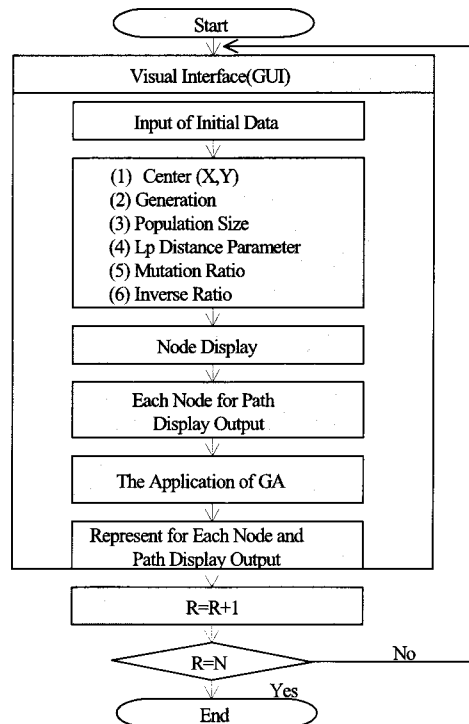 Start
Visual Interface(GUI)
Input of Initial Data
(1) Center (X,Y)
(2) Generation
(3) Population Size
(4) Lp Distance Parameter
(5) Mutation Ratio
(6) Inverse Ratio
Node Display
Each Node for Path
Display Output
The Application of GA
Represent for Each Node and
Path Display Output
R=R+1
R=N
No
Yes
End